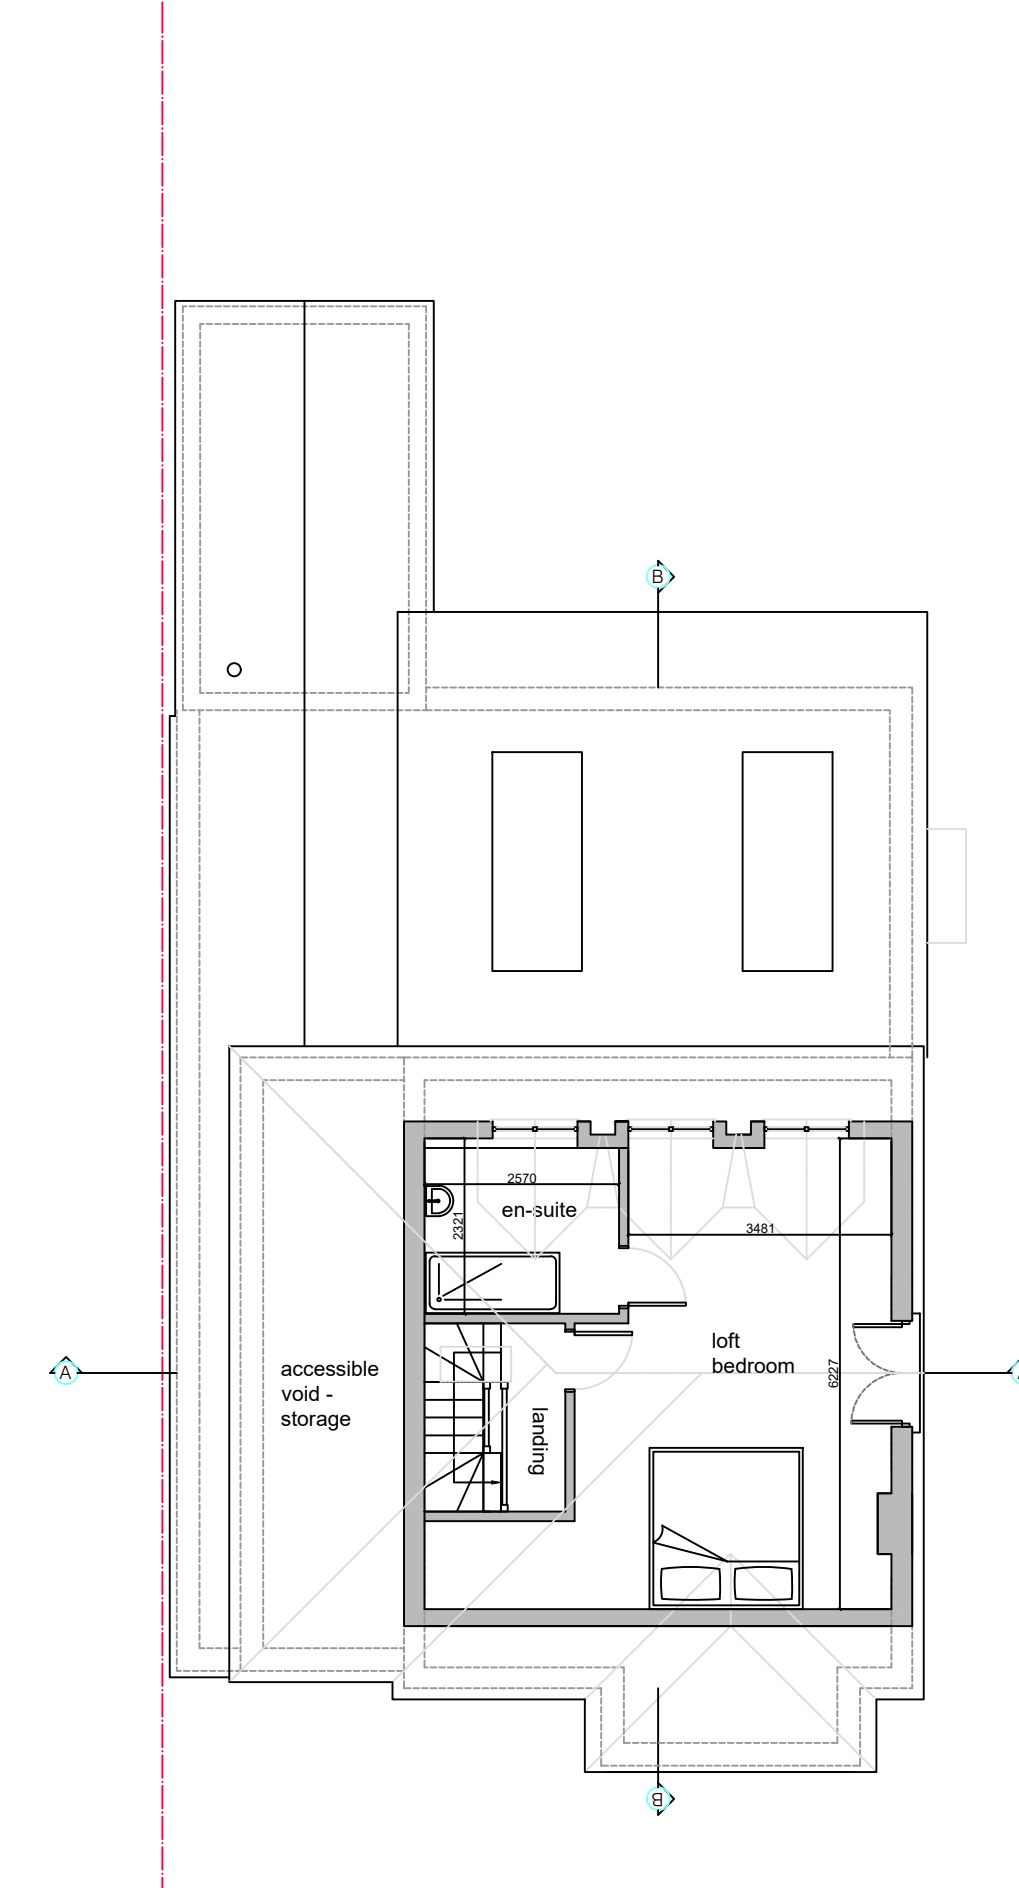 B
2570
en-suite
2321
3481
loft
bedroom
6227
A
accessible
void -
storage
landing
B